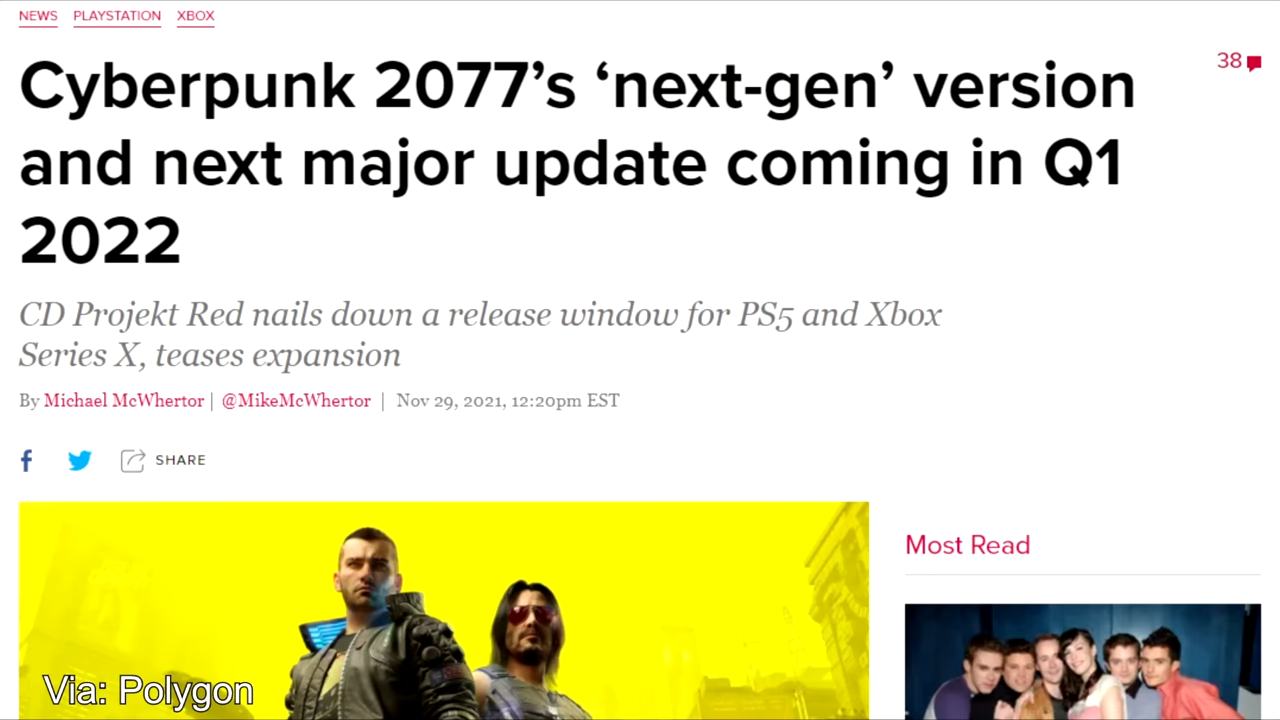 NEWS PLAYSTATION XBOX
Cyberpunk 2077’s ‘next-gen’ version
and next major update coming in Q1
2022
38
CD Projekt Red nails down a release window for PS5 and Xbox
Series X, teases expansion
By Michael McWhertor | @MikeMcWhertor | Nov 29, 2021, 12:20pm EST
SHARE
Most Read
Via: Polygon